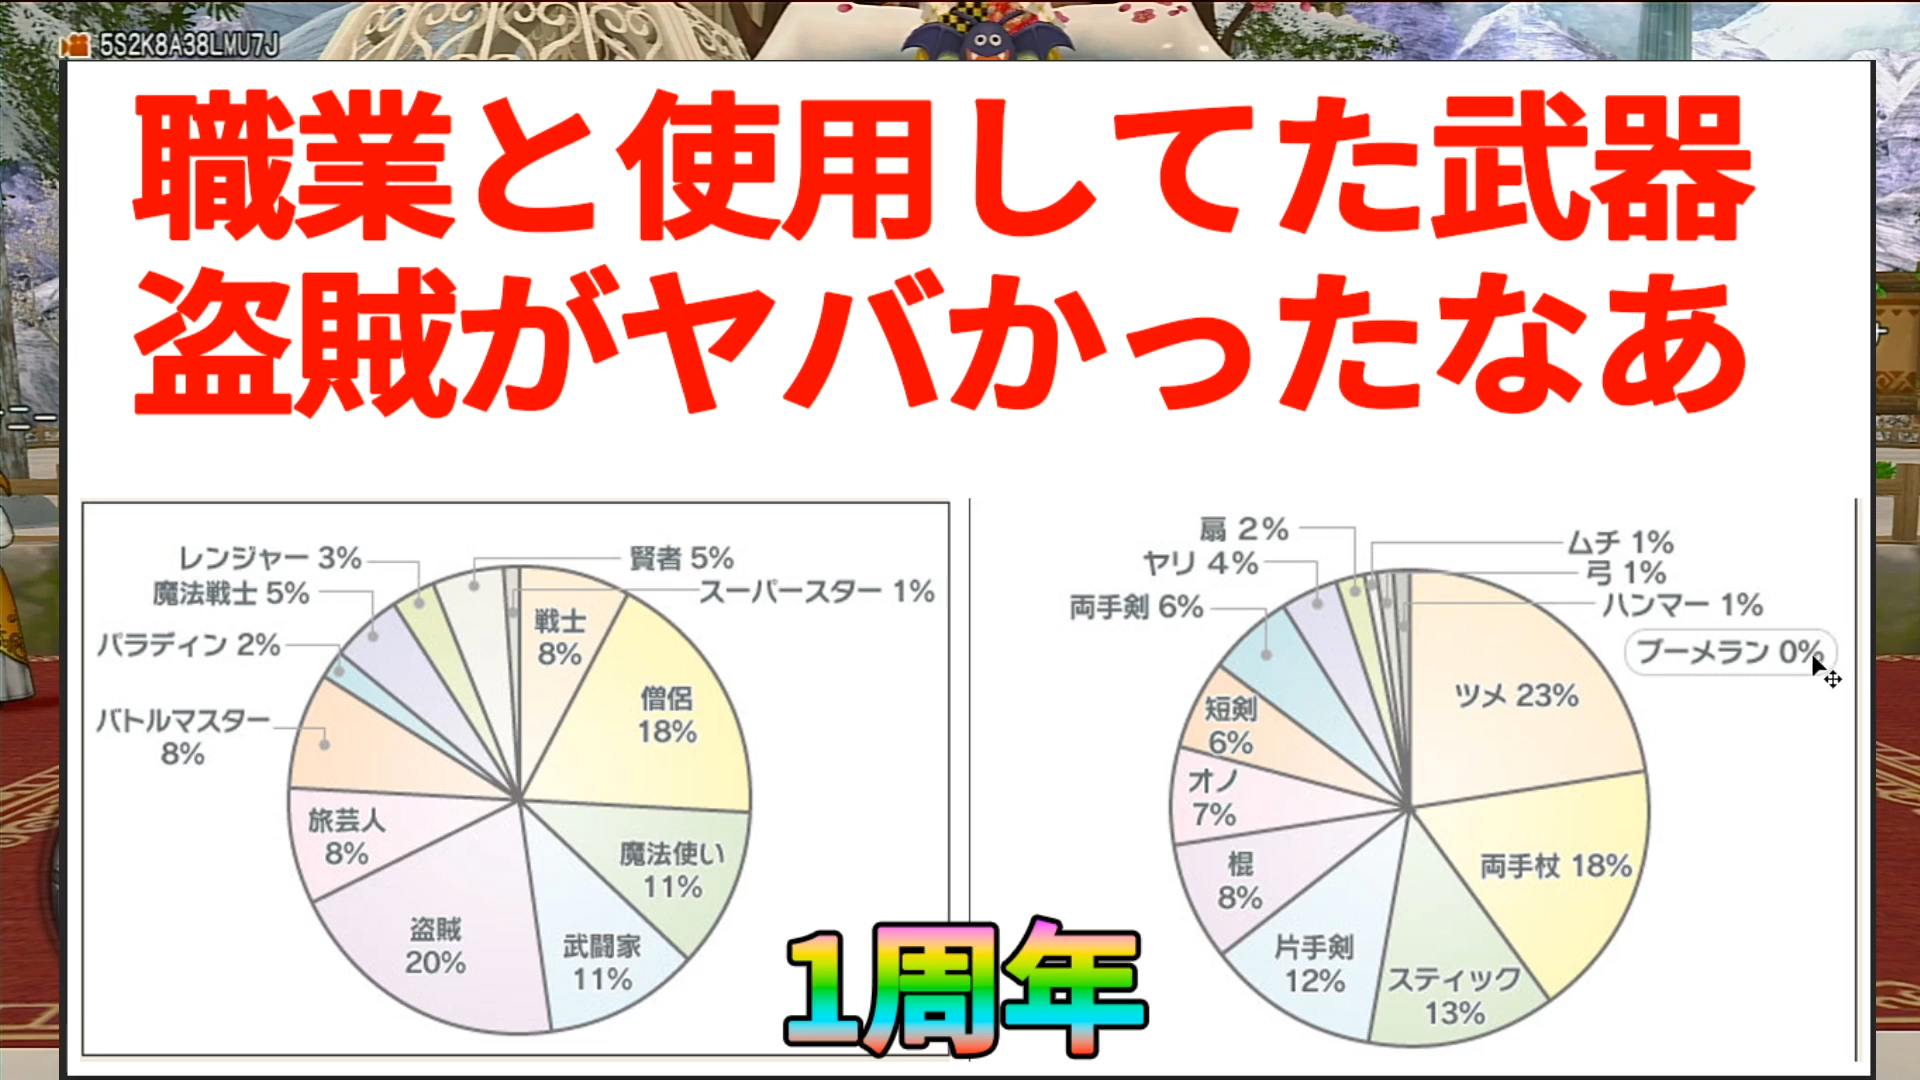 5S2K8A38LMU7J
職業と使用してた武器
盗賊がヤバかったなあ
レンジャー 3%
賢者 5%
魔法戦士 5%
スーパースター 1%
パラディン 2%
戦士
8%
僧侶
18%
バトルマスター
8%
旅芸人
8%
魔法使い
11%
盗賊
20%
武闘家
11%
扇 2%
ムチ 1%
ヤリ 4%
弓 1%
両手剣 6%
ハンマー 1%
ブーメラン 0%
ツメ 23%
短剣
6%
オノ
7%
両手杖 18%
棍
8%
片手剣
12%
スティック
13%
1周年